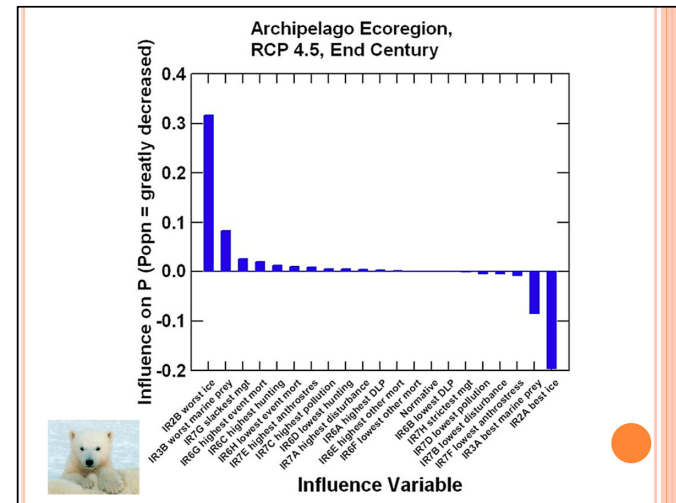 Archipelago Ecoregion,
RCP 4.5, End Century
Influence on P (Popn = greatly decreased)
0.4
0.3
0.2
0.1
0.0
-0.1
-0.2
IR2B worst ice
IR3B worst marine prey
IR7G slackest mgt
IR6G highest event mort
IR6C highest hunting
IR6H lowest event mort
IR7E highest anthrostres
IR7C highest pollution
IR6D lowest hunting
IR7A highest disturbance
IR6A highest DLP
IR6E highest other mort
IR6F lowest other mort
Normative
IR6B lowest DLP
IR7H strictest mgt
IR7D lowest pollution
IR7B lowest disturbance
IR7F lowest anthrostress
IR3A best marine prey
IR2A best ice
Influence Variable